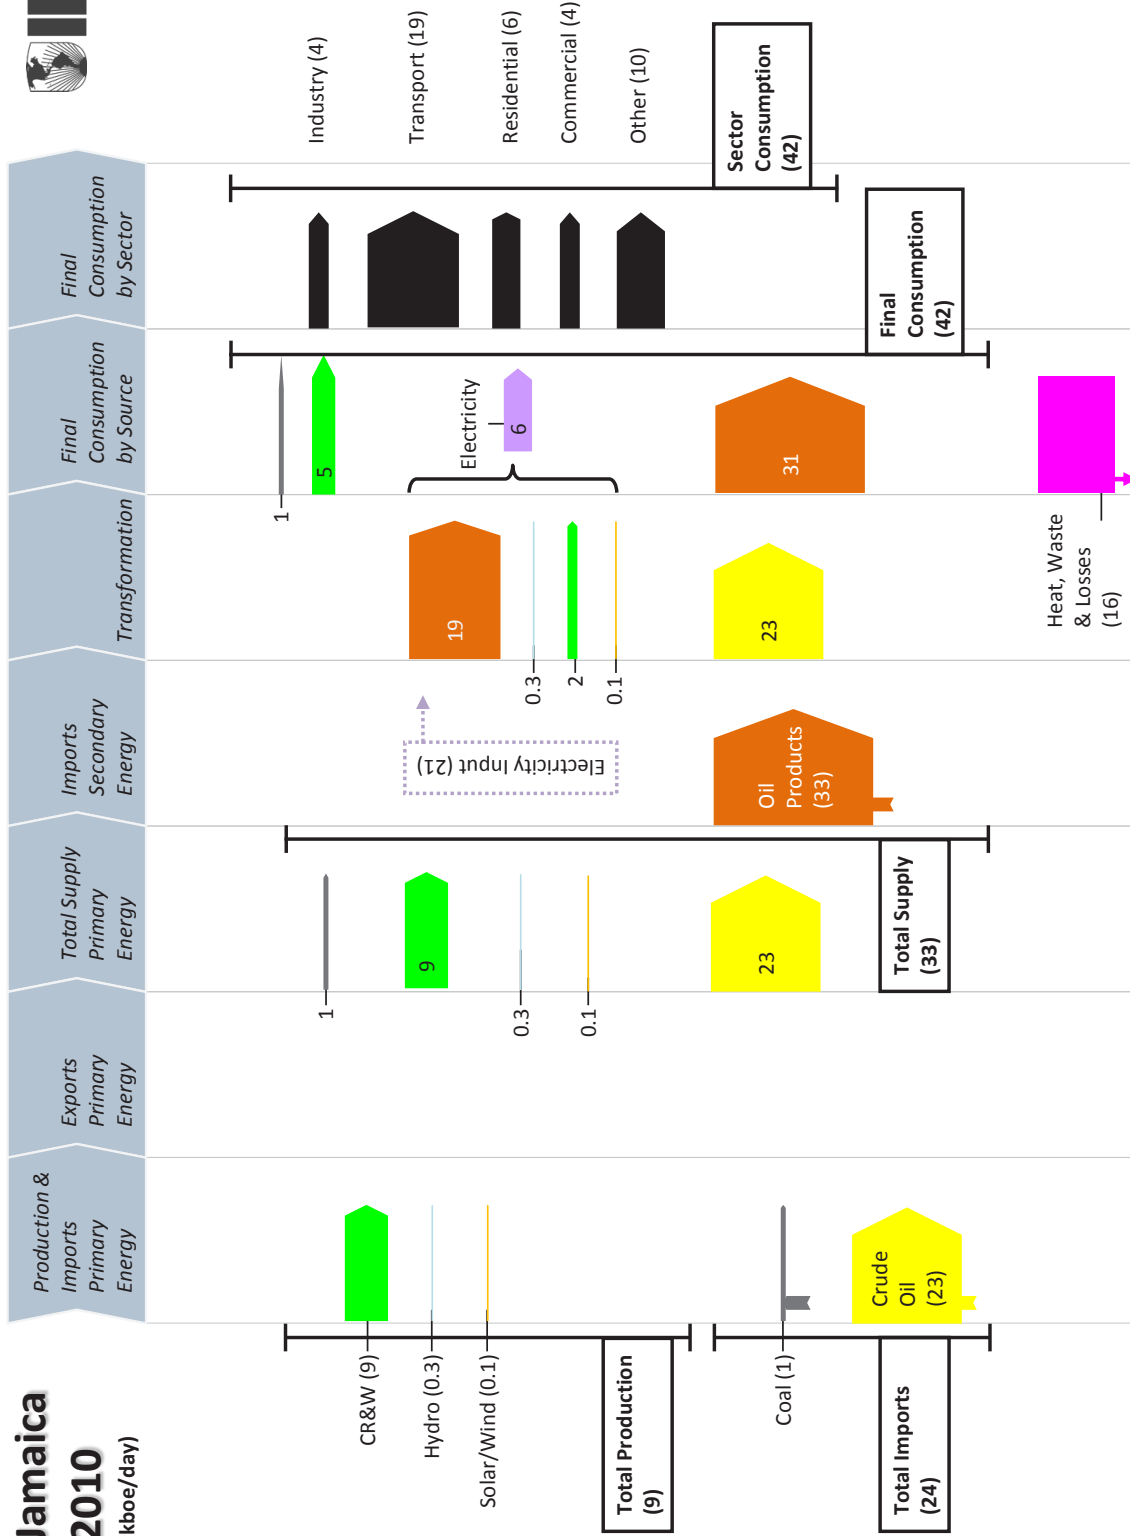 Jamaica
2010
kboe/day)
Production &
Imports
Primary
Energy
Exports
Primary
Energy
Total Supply
Primary
Energy
Imports
Secondary
Energy
Transformation
Final
Consumption
by Source
Final
Consumption
by Sector
CR&W (9)
Hydro (0.3)
Solar/Wind (0.1)
Total Production
(9)
Coal (1)
Crude
Oil
(23)
Total Imports
(24)
1
9
0.3
0.1
23
Total Supply
(33)
Electricity Input (21)
Oil
Products
(33)
19
0.3
2
0.1
23
1
5
Electricity
6
31
Heat, Waste
& Losses
(16)
Final
Consumption
(42)
Industry (4)
Transport (19)
Residential (6)
Commercial (4)
Other (10)
Sector
Consumption
(42)